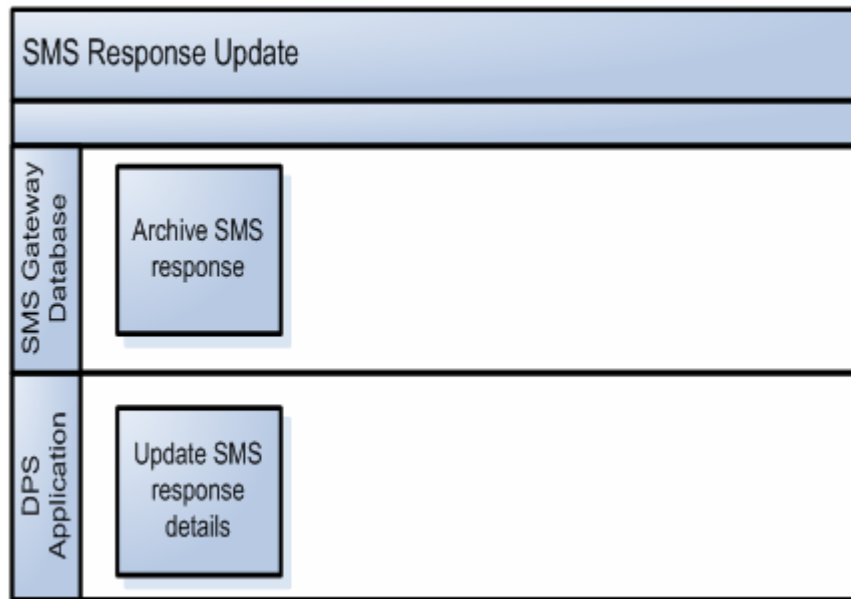 SMS Response Update
SMS Gateway
Database
Archive SMS
response
DPS
Application
Update SMS
response
details